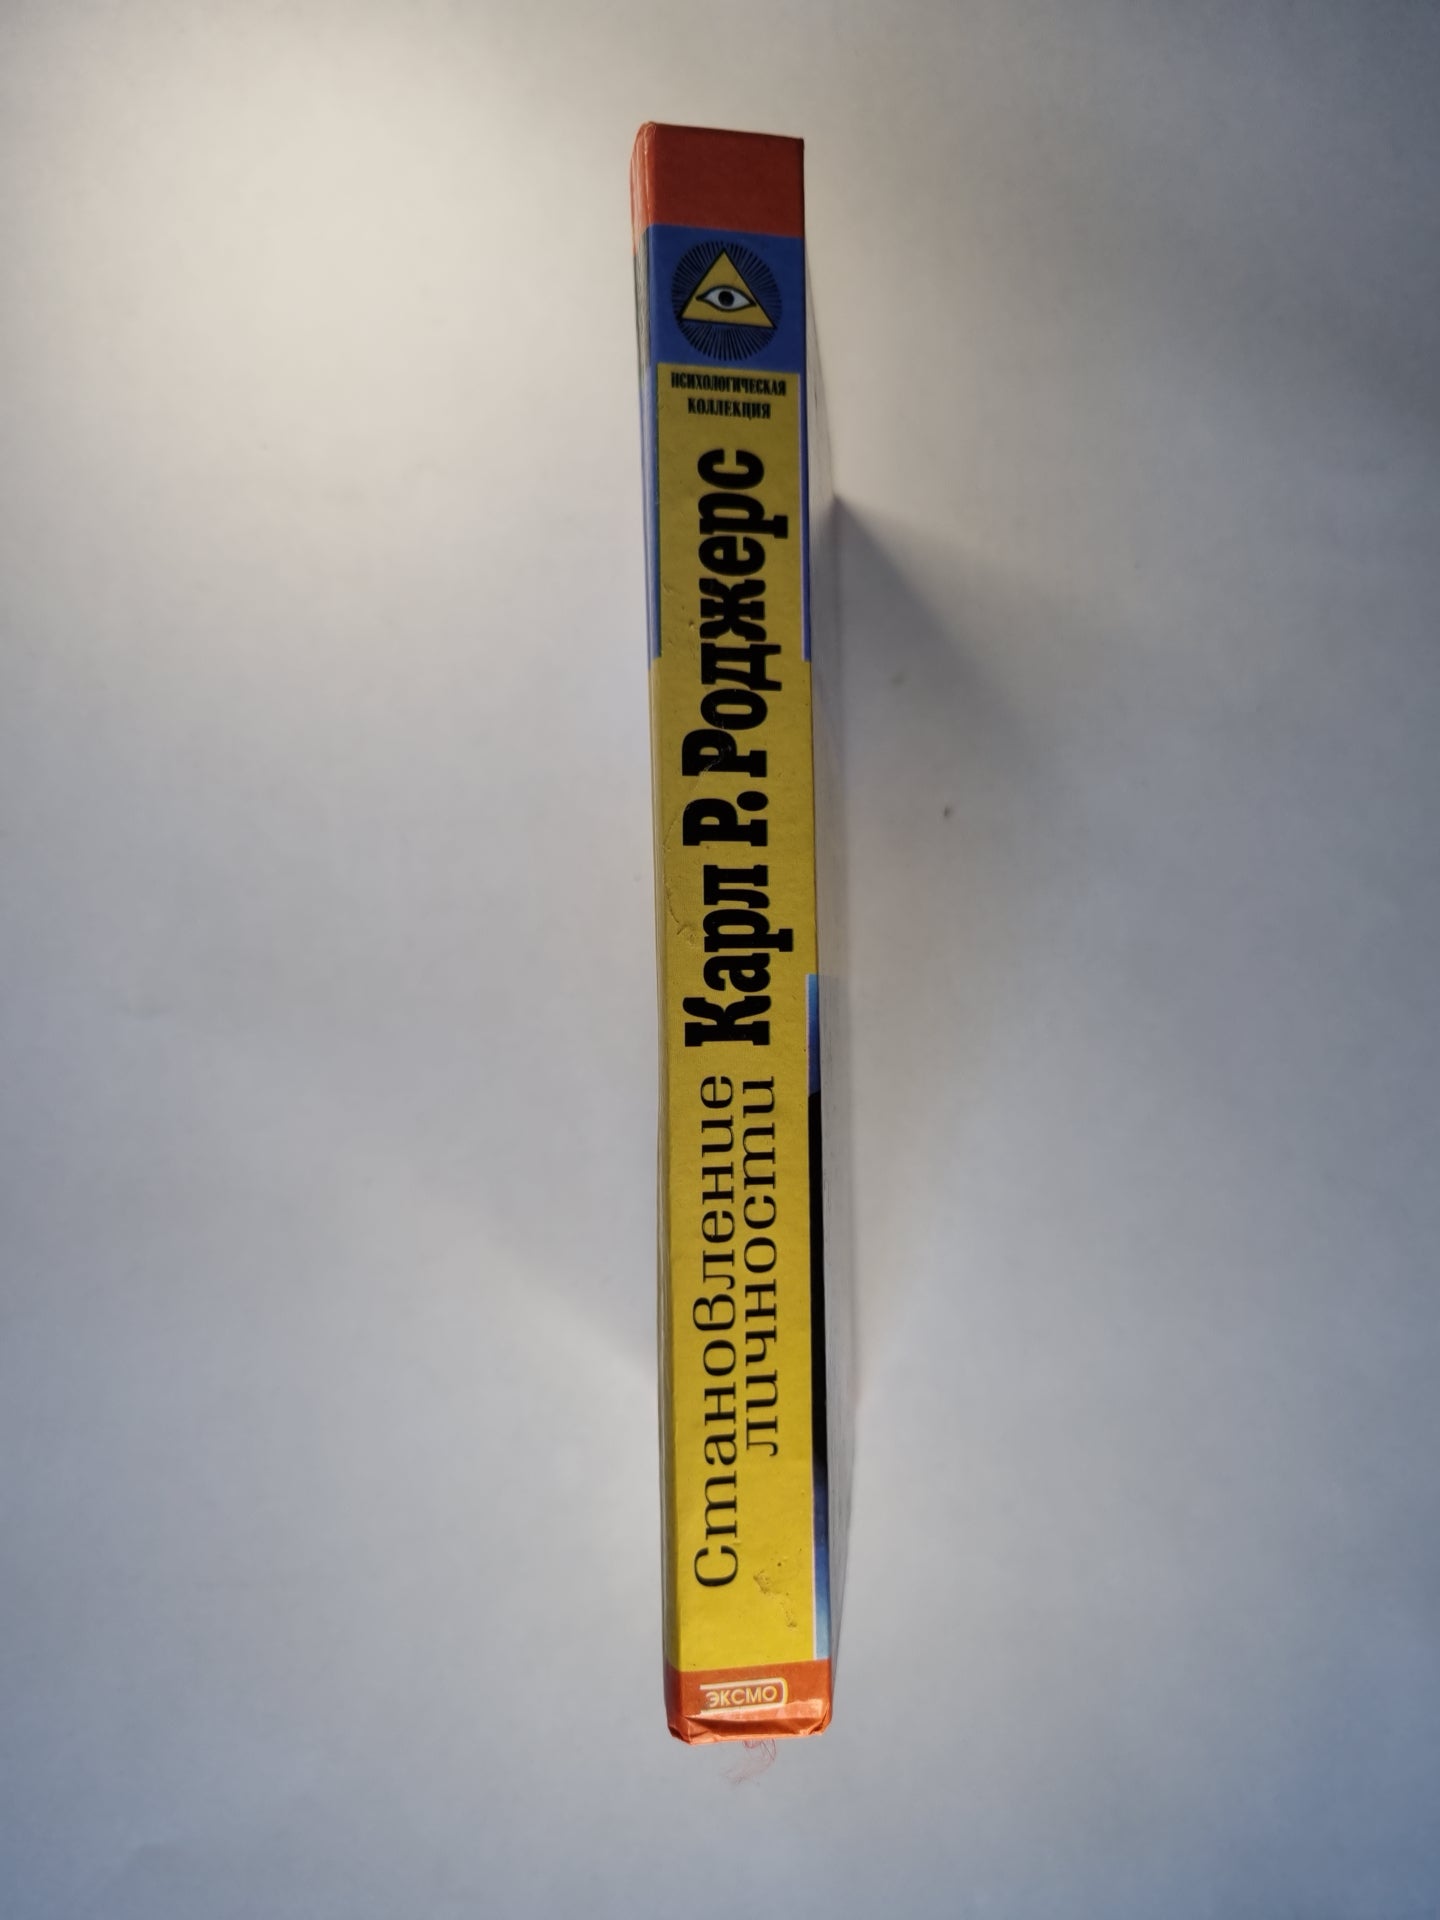 ПСИХОЛОГИЧЕСКАЯ
КОЛЛЕКЦИЯ
Карл Р. Роджерс
Становление
личности
ЭКСМО